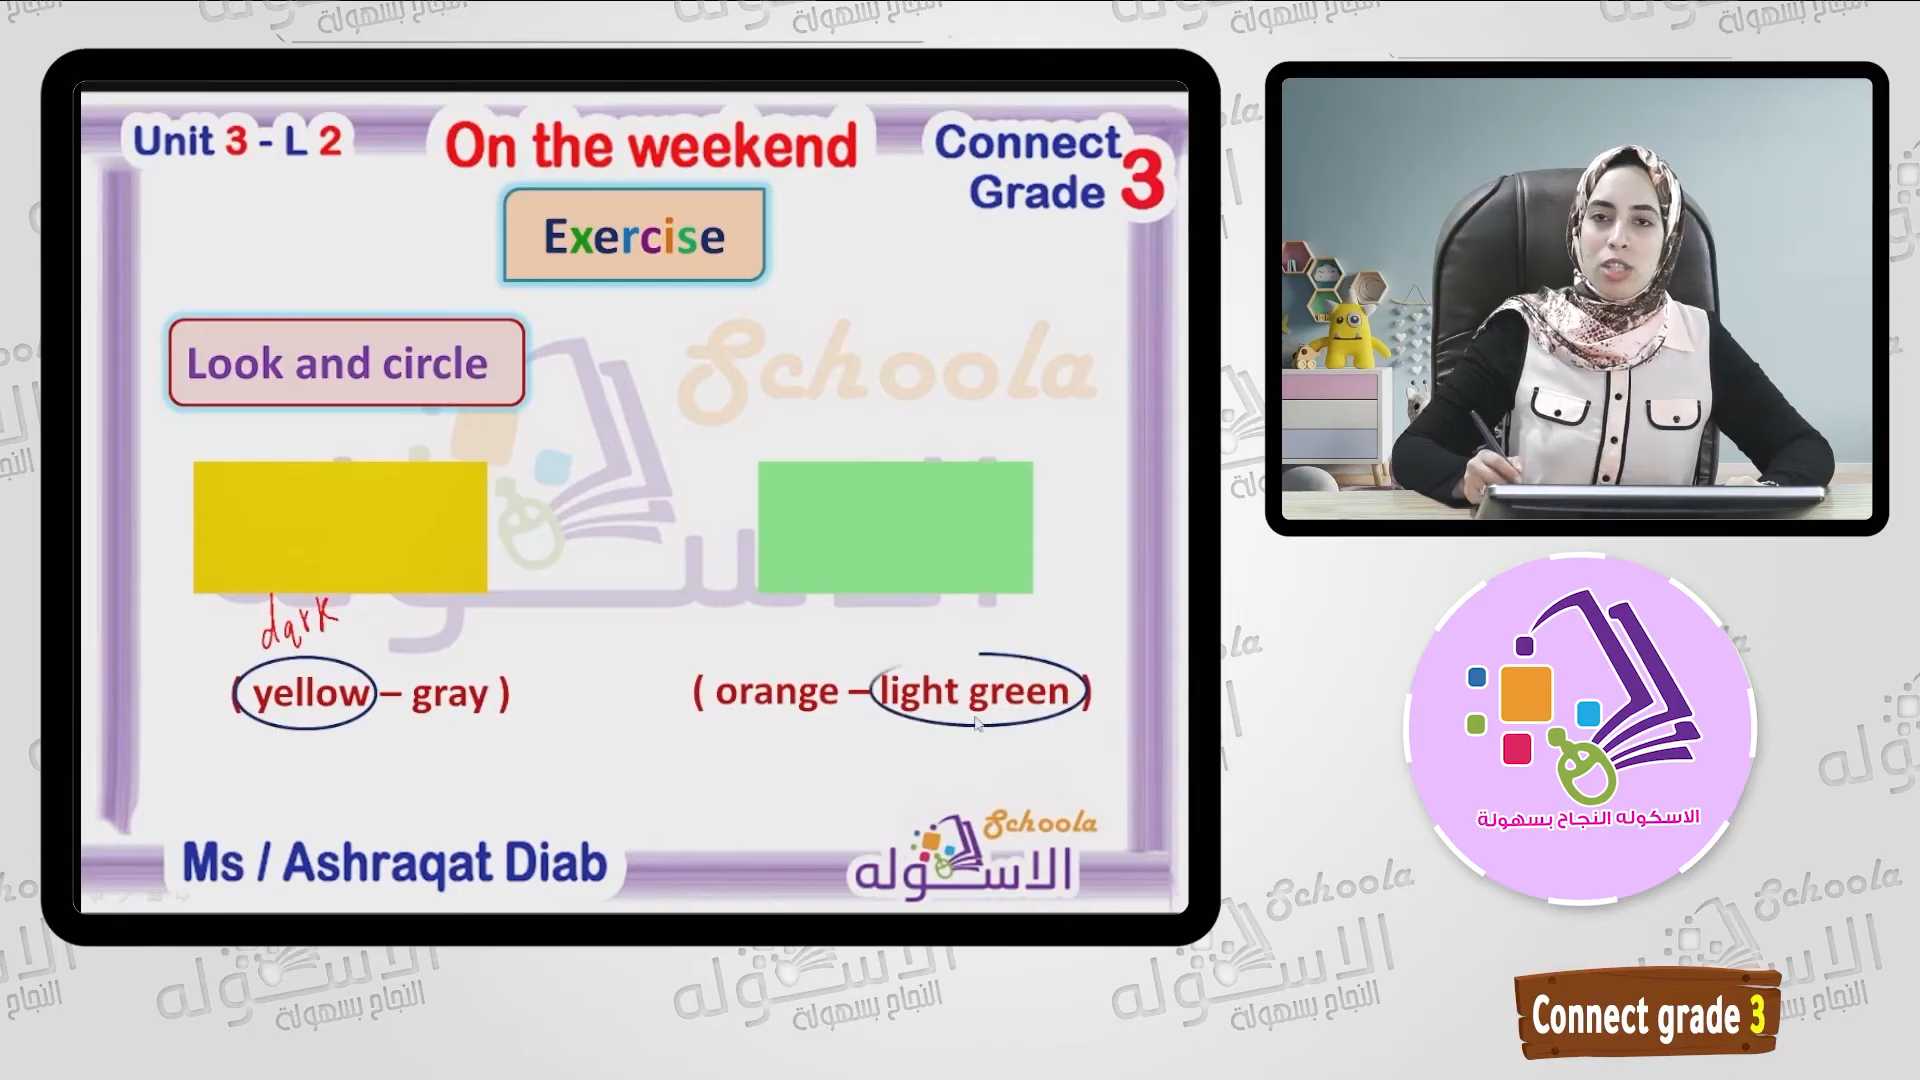 Unit 3 - L 2
On the weekend
Connect
Grade 3
Exercise
Look and circle
Schoola
dark
( yellow – gray )
( orange – light green )
Ms / Ashraqat Diab
Schoola
الاسكوله
الاسكوله النجاح بسهولة
Connect grade 3